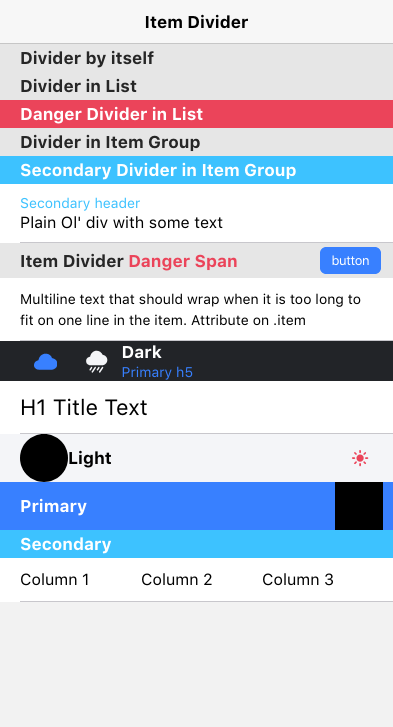 Item Divider
Divider by itself
Divider in List
Danger Divider in List
Divider in Item Group
Secondary Divider in Item Group
Secondary header
Plain Ol' div with some text
Item Divider Danger Span
button
Multiline text that should wrap when it is too long to
fit on one line in the item. Attribute on .item
Dark
Primary h5
H1 Title Text
Light
Primary
Secondary
Column 1 Column 2 Column 3